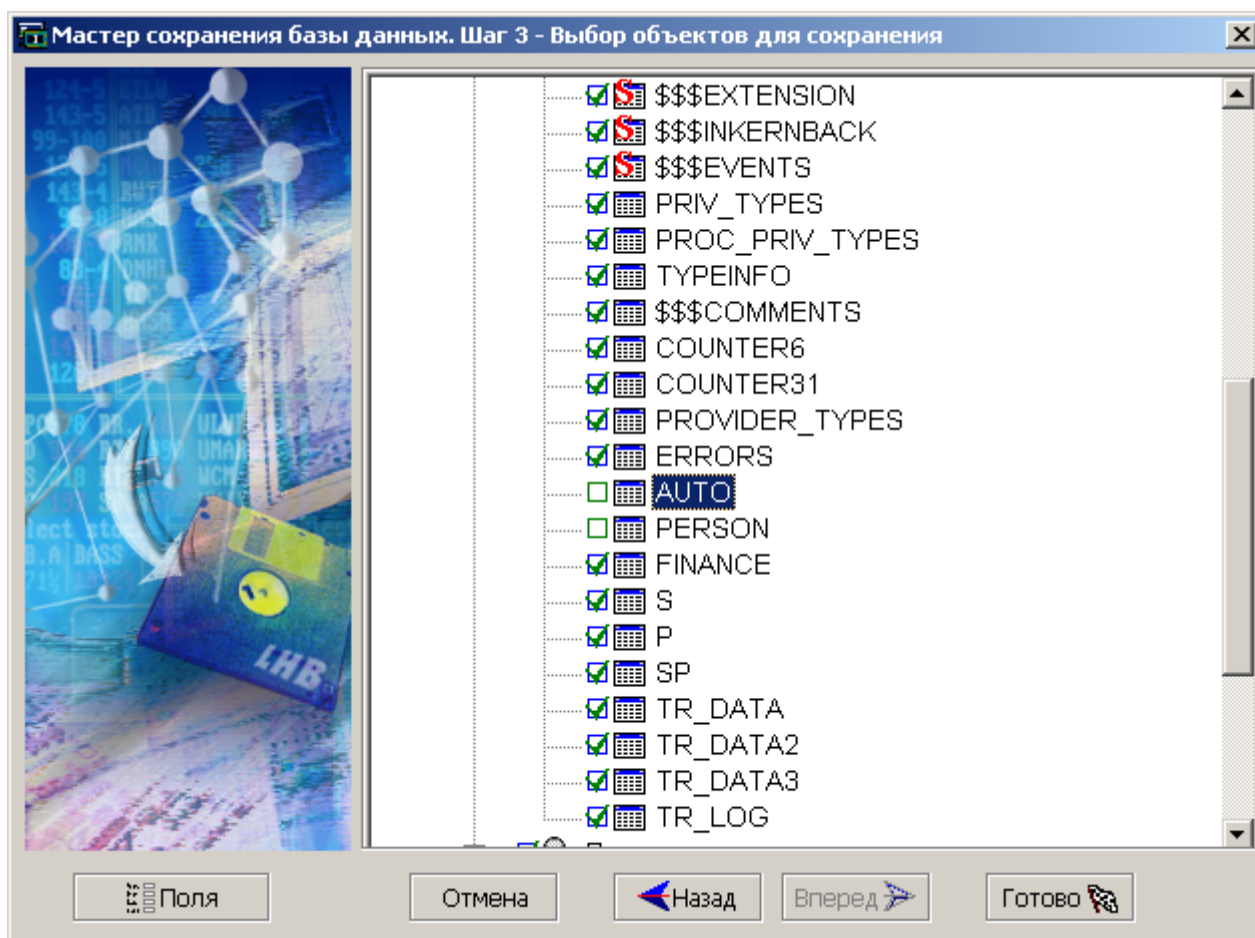 Мастер сохранения базы данных. Шаг 3 - Выбор объектов для сохранения
$$$EXTENSION
$$$INKERNBACK
$$$EVENTS
PRIV_TYPES
PROC_PRIV_TYPES
TYPEINFO
$$$COMMENTS
COUNTER6
COUNTER31
PROVIDER_TYPES
ERRORS
AUTO
PERSON
FINANCE
S
P
SP
TR_DATA
TR_DATA2
TR_DATA3
TR_LOG
LHB
Поля
Отмена
Назад
Вперед
Готово